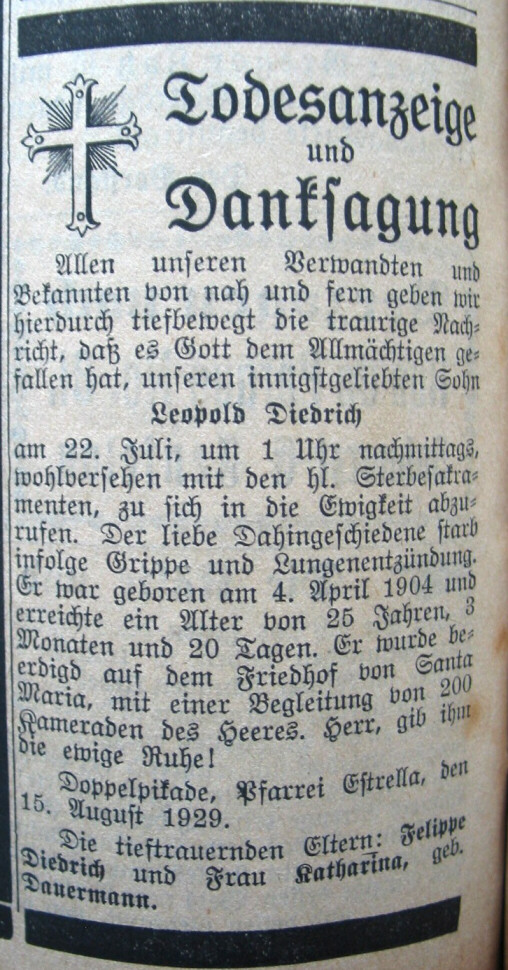 Todesanzeige
und
Danksagung
Allen unseren Verwandten und
Bekannten von nah und fern geben wir
hierdurch tiefbewegt die traurige Nach-
richt, daß es Gott dem Allmächtigen ge-
fallen hat, unseren innigstgeliebten Sohn
Leopold Diedrich
am 22. Juli, um 1 Uhr nachmittags,
wohlversehen mit den hl. Sterbesakra-
menten, zu sich in die Ewigkeit abzu-
rufen. Der liebe Dahingeschiedene starb
infolge Grippe und Lungenentzündung.
Er war geboren am 4. April 1904 und
erreichte ein Alter von 25 Jahren, 3
Monaten und 20 Tagen. Er wurde be-
erdigt auf dem Friedhof von Santa
Maria, mit einer Begleitung von 200
Kameraden des Heeres. Herr, gib ihm
die ewige Ruhe!
Doppelpikade, Pfarrei Estrella, den
15. August 1929.
Die tieftrauernden Eltern: Felippe
Diedrich und Frau Katharina, geb.
Dauermann.